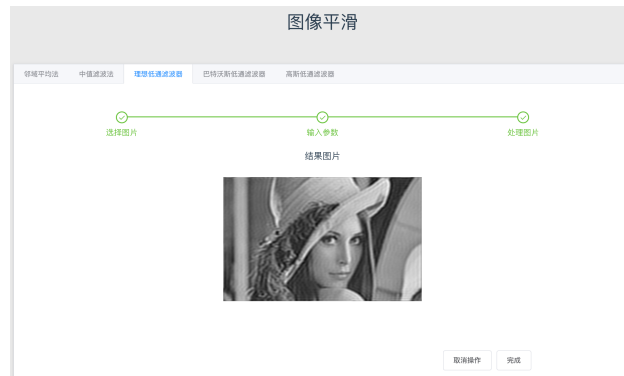 图像平滑
邻域平均法 中值滤波法 理想低通滤波器 巴特沃斯低通滤波器 高斯低通滤波器
选择图片 输入参数 处理图片
结果图片
取消操作 完成